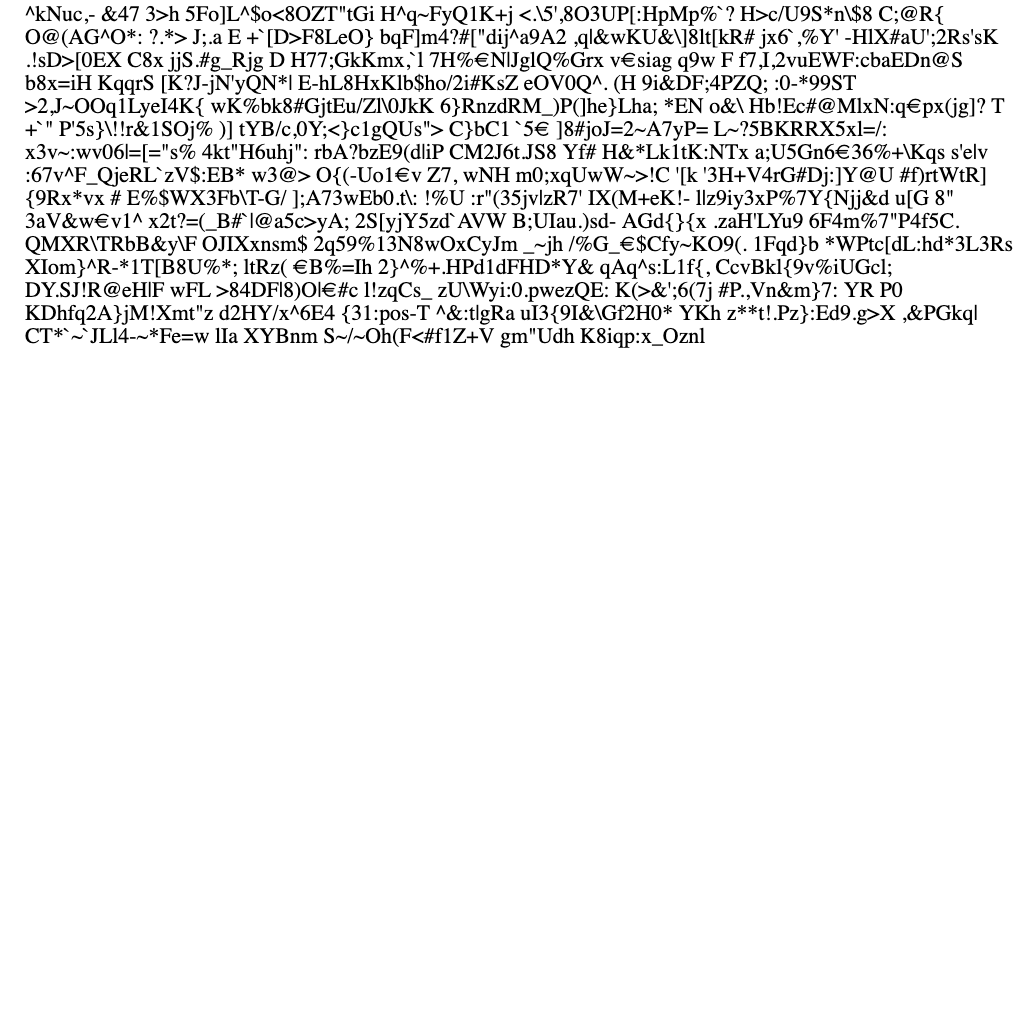 ^kNuc,- &47 3>h 5Fo]L^$o<8OZT"tGi H^q~FyQ1K+j <.\5',8O3UP[:HpMp%`? H>c/U9S*n\$8 C;@R{
O@(AG^O*: ?.*> J;.a E +`[D>F8LeO} bqF]m4?#["dij^a9A2 ,q|&wKU&\]8lt[kR# jx6`,%Y' -HlX#aU';2Rs'sK
.!sD>[0EX C8x jjS.#g_Rjg D H77;GkKmx,`l 7H%€N|JglQ%Grx v€siag q9w F f7,I,2vuEWF:cbaEDn@S
b8x=iH KqqrS [K?J-jN'yQN*| E-hL8HxKlb$ho/2i#KsZ eOV0Q^. (H 9i&DF;4PZQ; :0-*99ST
>2,J~OOq1LyeI4K{ wK%bk8#GjtEu/Zl\0JkK 6}RnzdRM_)P(]he}Lha; *EN o&\ Hb!Ec#@MlxN:q€px(jg]? T
+`" P'5s}\!!r&1SOj% )] tYB/c,0Y;<}c1gQUs"> C}bC1 `5€ ]8#joJ=2~A7yP= L~?5BKRRX5xl=/:
x3v~:wv06|=[="s% 4kt"H6uhj": rbA?bzE9(d|iP CM2J6t.JS8 Yf# H&*Lk1tK:NTx a;U5Gn6€36%+\Kqs s'e|v
:67v^F_QjeRL`zV$:EB* w3@> O{(-Uo1€v Z7, wNH m0;xqUwW~>!C '[k '3H+V4rG#Dj:]Y@U #f)rtWtR]
{9Rx*vx # E%$WX3Fb\T-G/ ];A73wEb0.t\: !%U :r"(35jv|zR7' IX(M+eK!- l|z9iy3xP%7Y{Njj&d u[G 8"
3aV&w€v1^ x2t?=(_B#`l@a5c>yA; 2S[yjY5zd`AVW B;UIau.)sd- AGd{}{x .zaH'LYu9 6F4m%7"P4f5C.
QMXR\TRbB&y\F OJIXxnsm$ 2q59%13N8wOxCyJm _~jh /%G_€$Cfy~KO9(. 1Fqd}b *WPtc[dL:hd*3L3Rs
XIom}^R-*1T[B8U%*; ltRz( €B%=Ih 2}^%+.HPd1dFHD*Y& qAq^s:L1f{, CcvBkl{9v%iUGcl;
DY.SJ!R@eH|F wFL >84DF|8)O|€#c l!zqCs_ zU\Wyi:0.pwezQE: K(>&';6(7j #P.,Vn&m}7: YR P0
KDhfq2A}jM!Xmt"z d2HY/x^6E4 {31:pos-T ^&:t|gRa uI3{9I&\Gf2H0* YKh z**t!.Pz}:Ed9.g>X ,&PGkq|
CT*`~`JLl4-~*Fe=w lIa XYBnm S~/~Oh(F<#f1Z+V gm"Udh K8iqp:x_Oznl